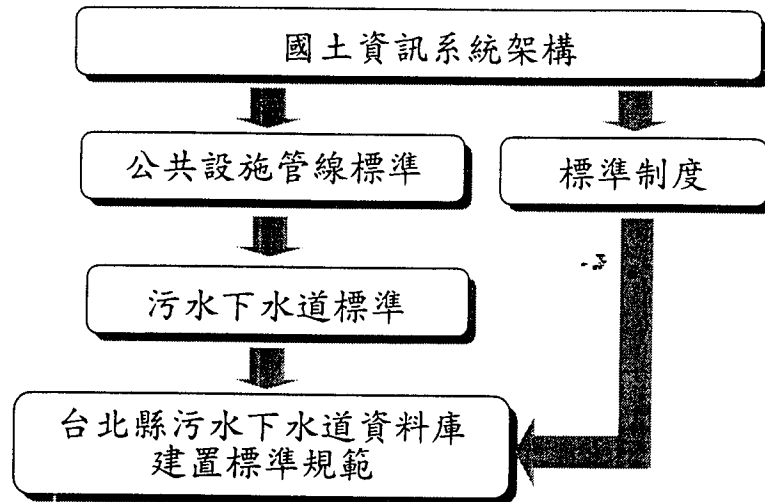 國土資訊系統架構
公共設施管線標準
標準制度
污水下水道標準
台北縣污水下水道資料庫
建置標準規範